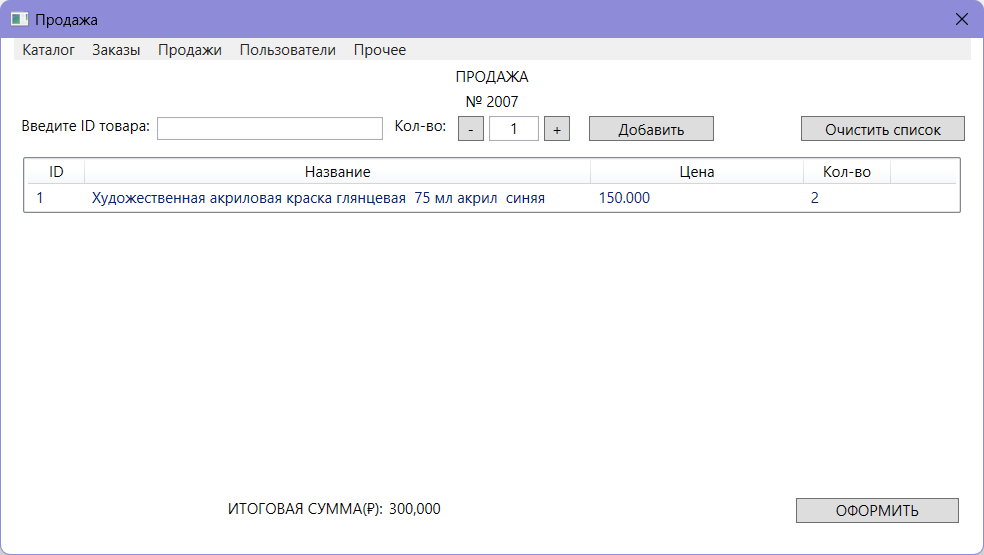 Продажа
Каталог Заказы Продажи Пользователи Прочее
ПРОДАЖА
№ 2007
Введите ID товара: Кол-во: - 1 + Добавить Очистить список
ID Название Цена Кол-во
1 Художественная акриловая краска глянцевая  75 мл акрил  синяя 150.000 2
ИТОГОВАЯ СУММА(₽): 300,000 ОФОРМИТЬ